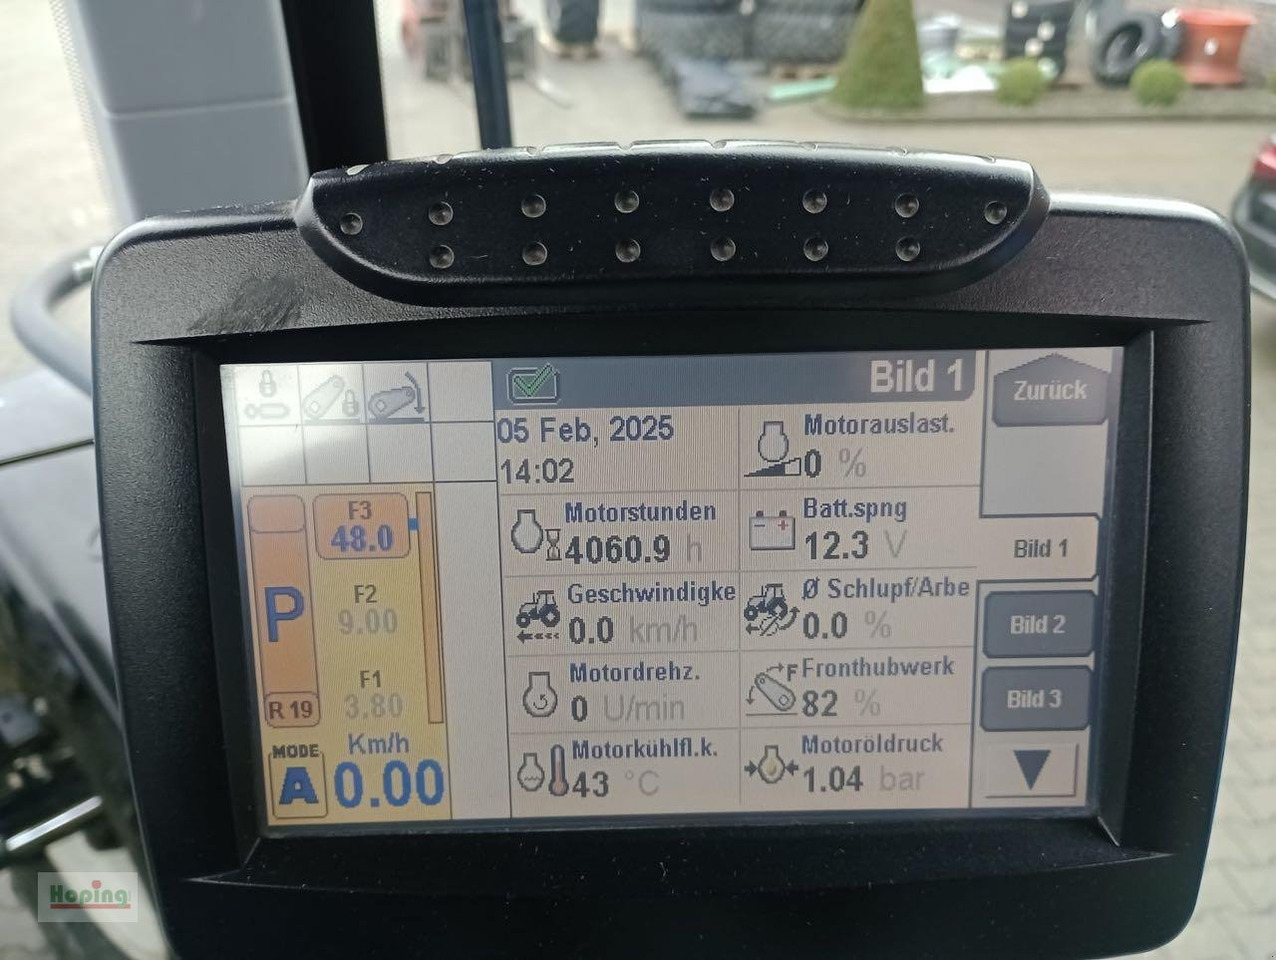 Bild 1
Zurück
05 Feb, 2025
14:02
Motorauslast.
0 %
Motorstunden
4060.9 h
Batt.spng
12.3 V
Geschwindigke
0.0 km/h
Ø Schlupf/Arbe
0.0 %
Motordrehz.
0 U/min
Fronthubwerk
F
82 %
Motorkühlfl.k.
43 °C
Motoröldruck
1.04 bar
Bild 1
Bild 2
Bild 3
F3
48.0
F2
9.00
F1
3.80
P
R 19
MODE
A
Km/h
0.00
Hoping